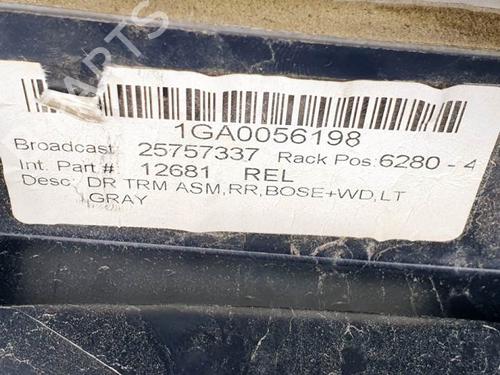 1GA0056198
Broadcast: 25757337 Rack Pos: 6280 - 4
Int. Part #: 12681 REL
Desc: DR TRM ASM,RR,BOSE+WD,LT
GRAY